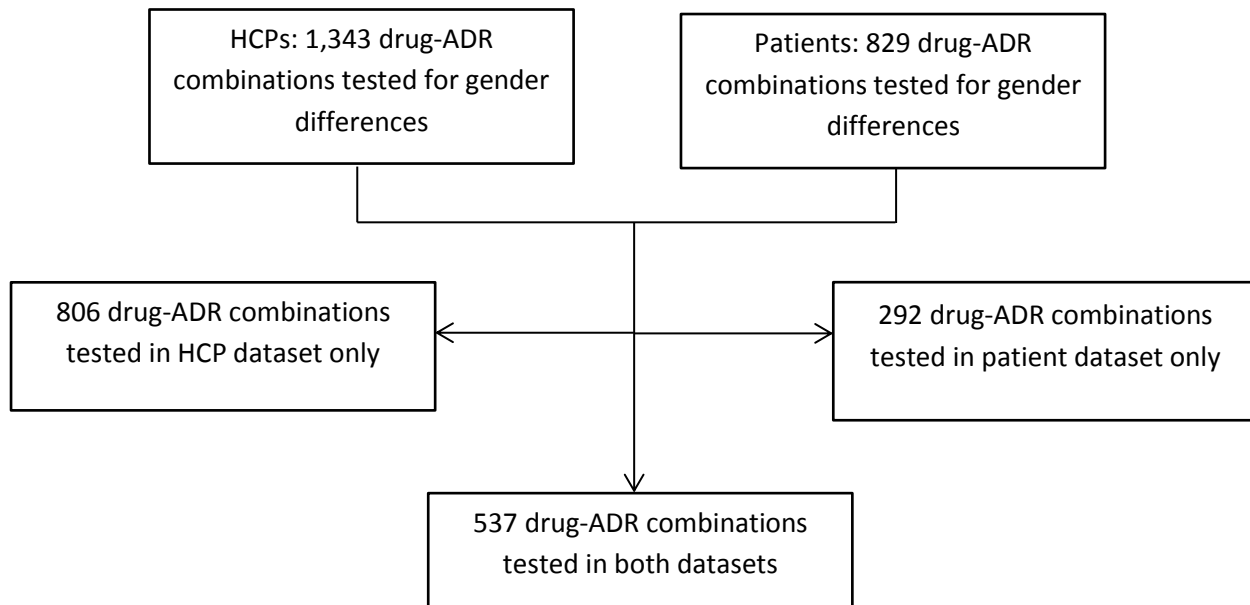 HCPs: 1,343 drug-ADR
combinations tested for gender
differences
Patients: 829 drug-ADR
combinations tested for gender
differences
806 drug-ADR combinations
tested in HCP dataset only
292 drug-ADR combinations
tested in patient dataset only
537 drug-ADR combinations
tested in both datasets